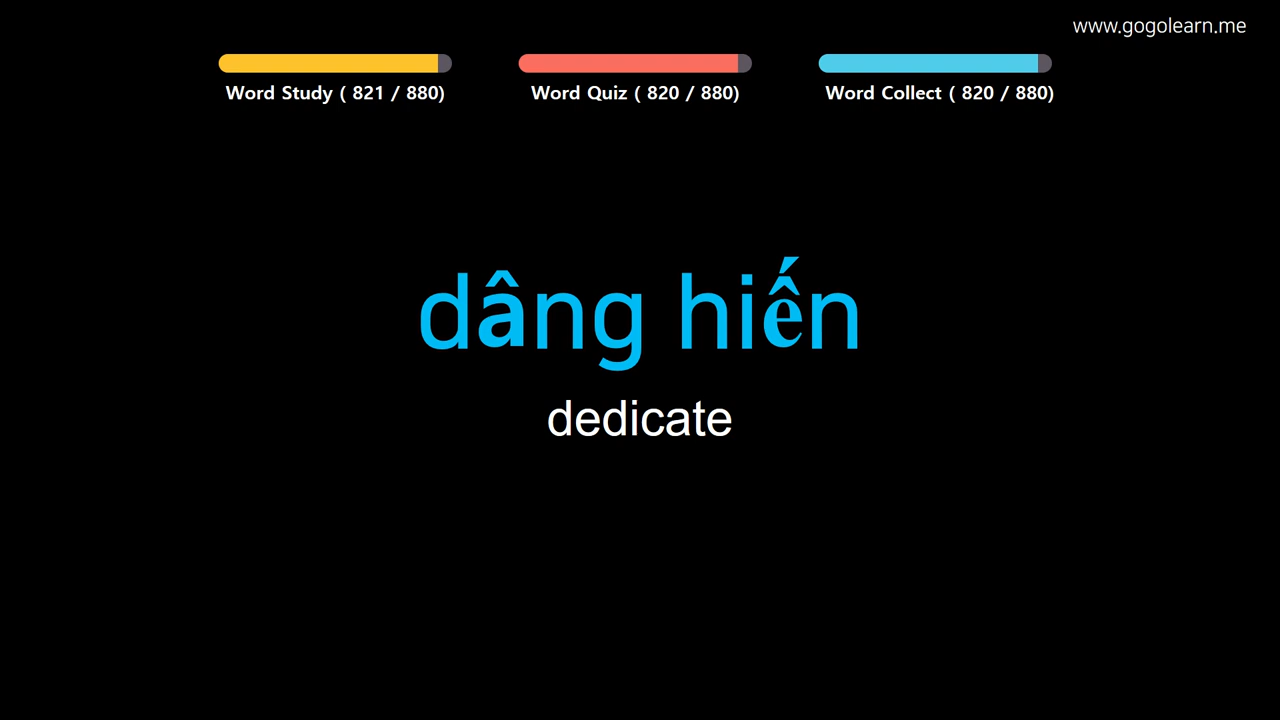 www.gogolearn.me
Word Study ( 821 / 880)
Word Quiz ( 820 / 880)
Word Collect ( 820 / 880)
dâng hiến
dedicate